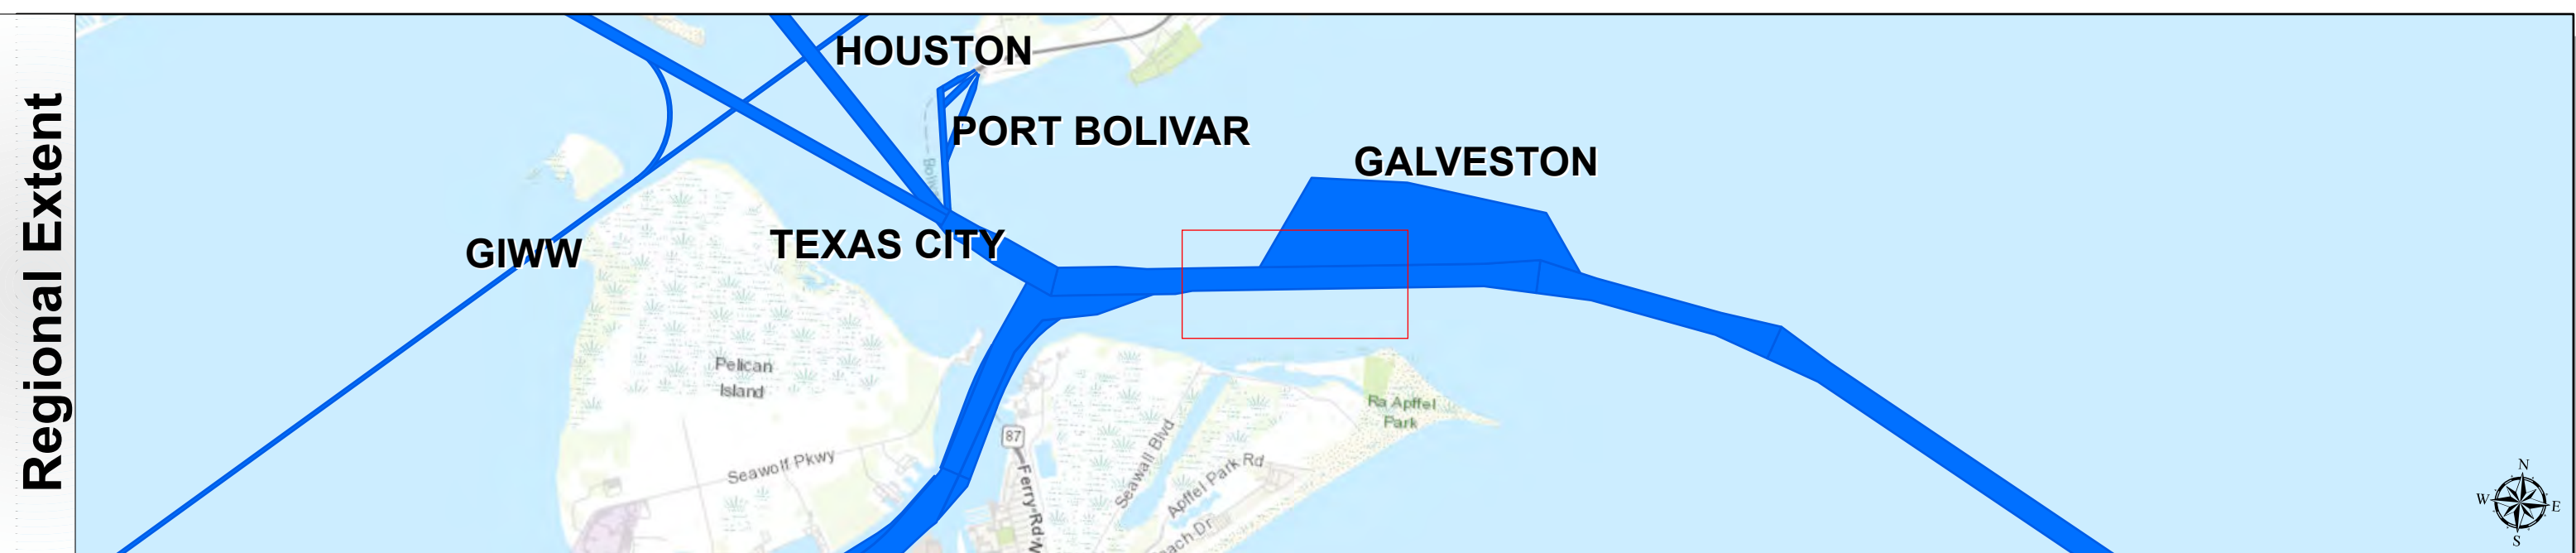 Regional Extent
HOUSTON
PORT BOLIVAR
GALVESTON
TEXAS CITY
GIWW
Pelican
Island
Ra Apffel
Park
87
Seawolf Pkwy
Ferry Rd
Seawall Blvd
Apffel Park Rd
Dr
N
W
E
S